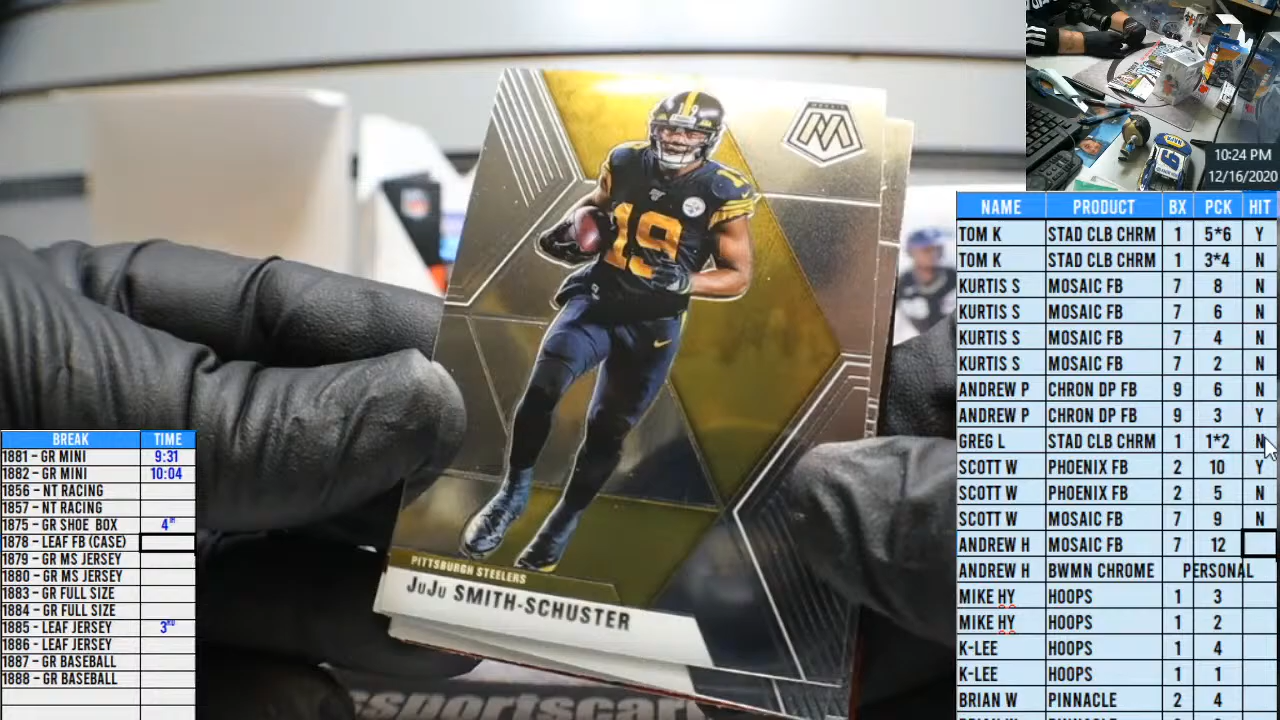 10:24 PM
12/16/2020
19
19
MOSAIC
PITTSBURGH STEELERS
JuJu SMITH-SCHUSTER
sportscar
NAME PRODUCT BX PCK HIT
TOM K STAD CLB CHRM 1 5*6 Y
TOM K STAD CLB CHRM 1 3*4 N
KURTIS S MOSAIC FB 7 8 N
KURTIS S MOSAIC FB 7 6 N
KURTIS S MOSAIC FB 7 4 N
KURTIS S MOSAIC FB 7 2 N
ANDREW P CHRON DP FB 9 6 N
ANDREW P CHRON DP FB 9 3 Y
GREG L STAD CLB CHRM 1 1*2 N
SCOTT W PHOENIX FB 2 10 Y
SCOTT W PHOENIX FB 2 5 N
SCOTT W MOSAIC FB 7 9 N
ANDREW H MOSAIC FB 7 12
ANDREW H BWMN CHROME PERSONAL
MIKE HY HOOPS 1 3
MIKE HY HOOPS 1 2
K-LEE HOOPS 1 4
K-LEE HOOPS 1 1
BRIAN W PINNACLE 2 4
BREAK TIME
1881 – GR MINI 9:31
1882 – GR MINI 10:04
1856 – NT RACING
1857 – NT RACING
1875 – GR SHOE BOX 4TH
1878 – LEAF FB (CASE)
1879 – GR MS JERSEY
1880 – GR MS JERSEY
1883 – GR FULL SIZE
1884 – GR FULL SIZE
1885 – LEAF JERSEY 3RD
1886 – LEAF JERSEY
1887 – GR BASEBALL
1888 – GR BASEBALL